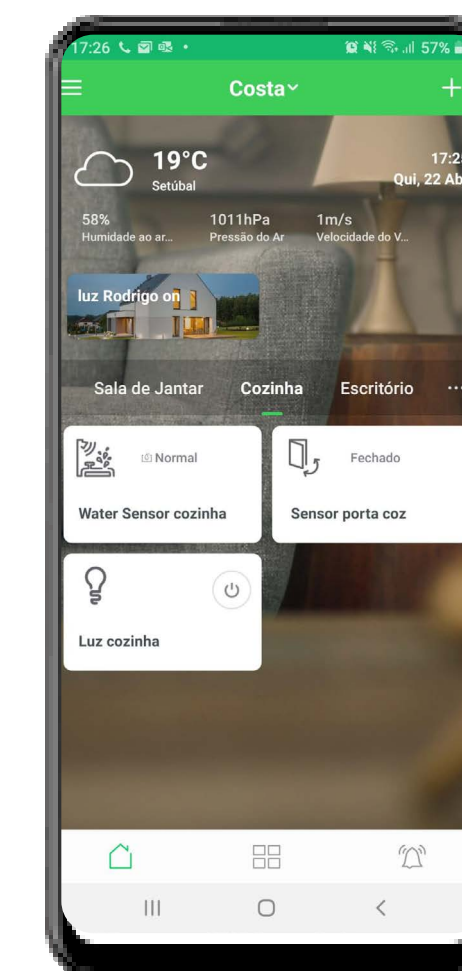 17:26
57%
Costa
19°C
Setúbal
17:2
Qui, 22 Ab
58%
Humidade ao ar...
1011hPa
Pressão do Ar
1m/s
Velocidade do V...
luz Rodrigo on
Sala de Jantar
Cozinha
Escritório
...
Normal
Water Sensor cozinha
Fechado
Sensor porta coz
Luz cozinha